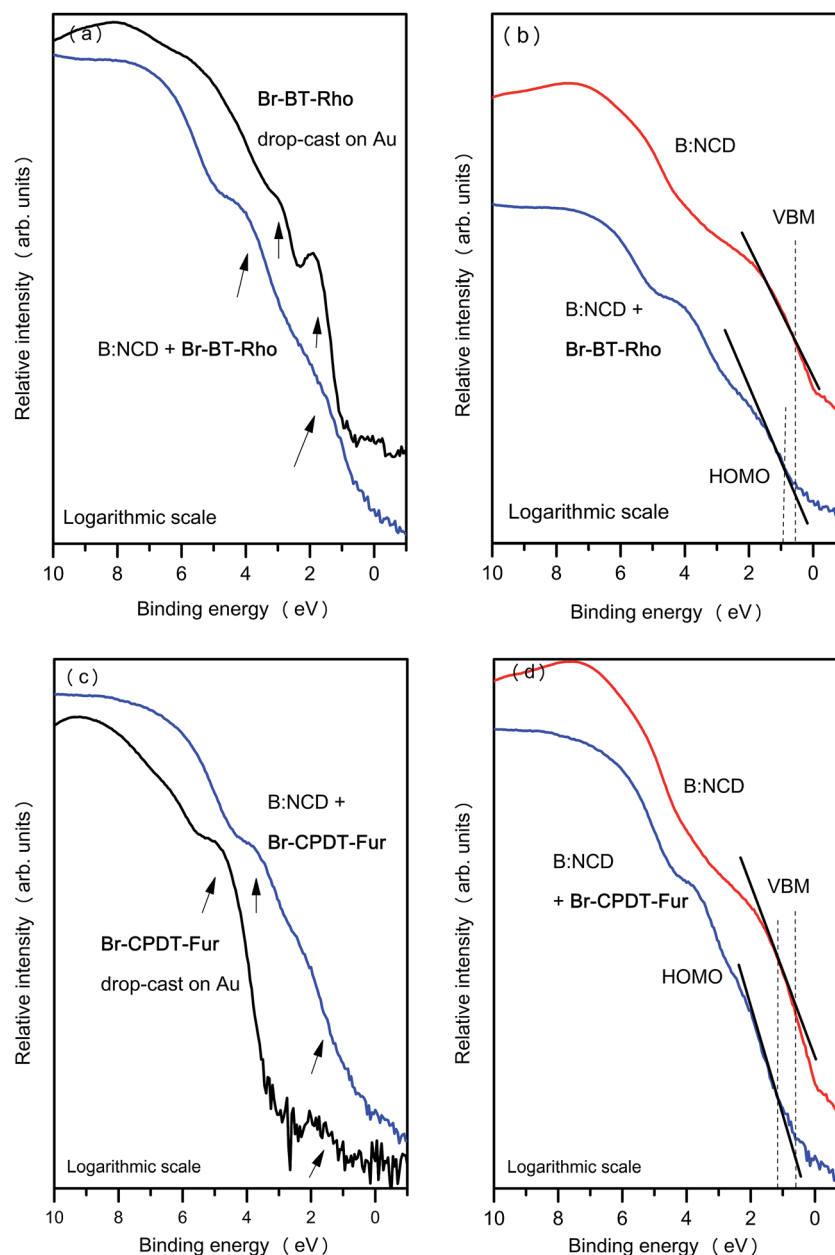 (a)
Br-BT-Rho
drop-cast on Au
B:NCD + Br-BT-Rho
Logarithmic scale
Relative intensity (arb. units)
10 8 6 4 2 0
Binding energy (eV)
(b)
B:NCD
VBM
B:NCD +
Br-BT-Rho
HOMO
Logarithmic scale
Relative intensity (arb. units)
10 8 6 4 2 0
Binding energy (eV)
(c)
B:NCD +
Br-CPDT-Fur
Br-CPDT-Fur
drop-cast on Au
Logarithmic scale
Relative intensity (arb. units)
10 8 6 4 2 0
Binding energy (eV)
(d)
B:NCD
VBM
B:NCD
+ Br-CPDT-Fur
HOMO
Logarithmic scale
Relative intensity (arb. units)
10 8 6 4 2 0
Binding energy (eV)